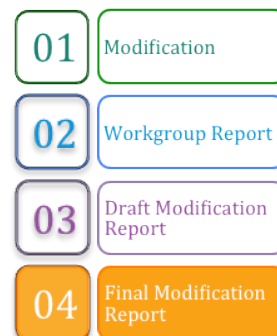 01 Modification
02 Workgroup Report
03 Draft Modification
Report
04 Final Modification
Report